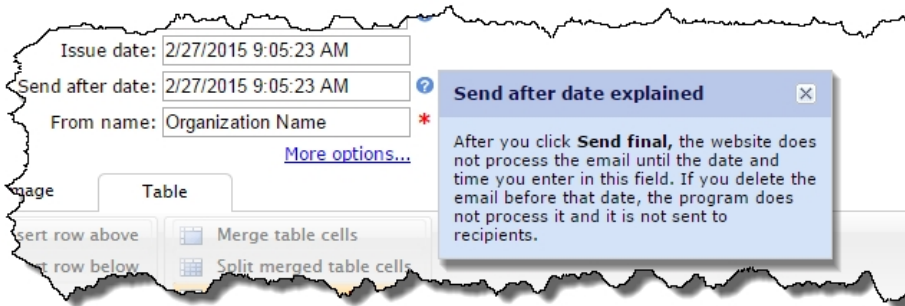 Issue date: 2/27/2015 9:05:23 AM
Send after date: 2/27/2015 9:05:23 AM
From name: Organization Name *
More options...
Table
row above
Merge table cells
row below
Split merged table cells
Send after date explained
After you click Send final, the website does
not process the email until the date and
time you enter in this field. If you delete the
email before that date, the program does
not process it and it is not sent to
recipients.